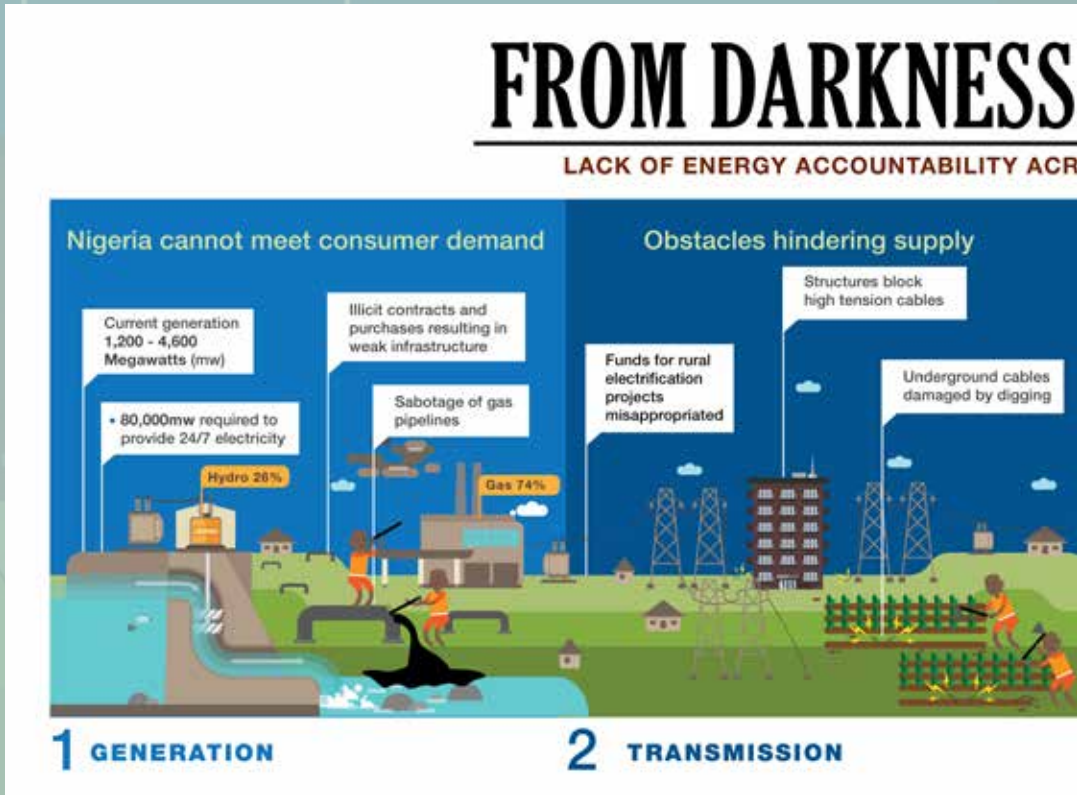 FROM DARKNESS
LACK OF ENERGY ACCOUNTABILITY ACR
Nigeria cannot meet consumer demand
Current generation
1,200 - 4,600
Megawatts (mw)
• 80,000mw required to
provide 24/7 electricity
Hydro 26%
Illicit contracts and
purchases resulting in
weak infrastructure
Sabotage of gas
pipelines
Gas 74%
Obstacles hindering supply
Funds for rural
electrification
projects
misappropriated
Structures block
high tension cables
Underground cables
damaged by digging
1 GENERATION
2 TRANSMISSION